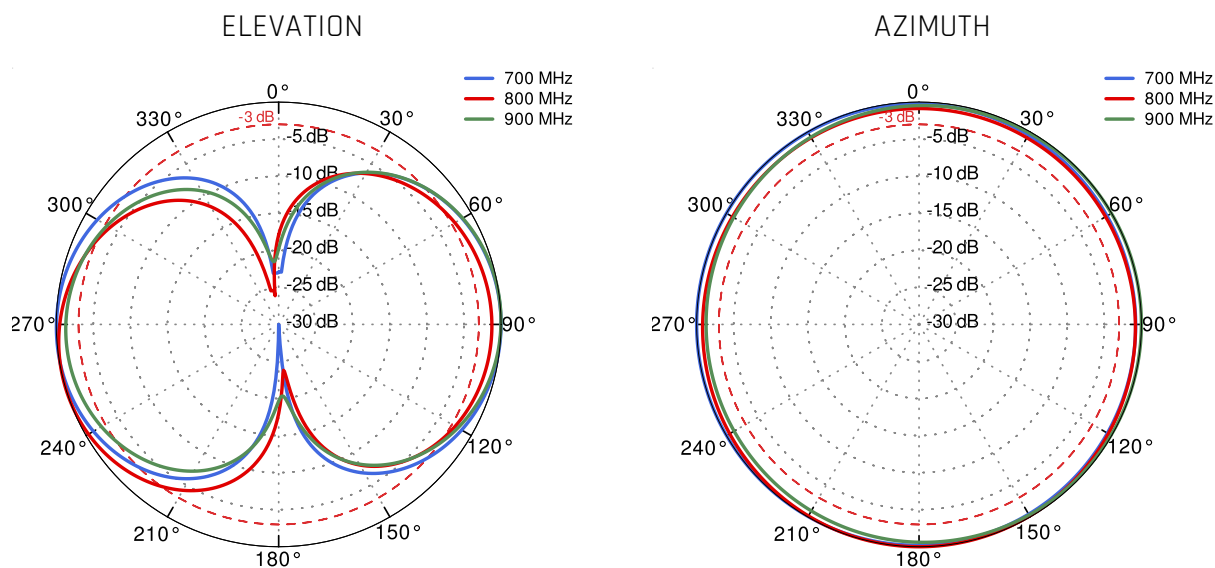 ELEVATION
700 MHz
800 MHz
900 MHz
0°
330°
-3 dB
30°
-5 dB
-10 dB
300°
60°
-15 dB
-20 dB
-25 dB
270°
-30 dB
90°
240°
120°
210°
150°
180°
AZIMUTH
700 MHz
800 MHz
900 MHz
0°
330°
-3 dB
30°
-5 dB
-10 dB
300°
60°
-15 dB
-20 dB
-25 dB
270°
-30 dB
90°
240°
120°
210°
150°
180°